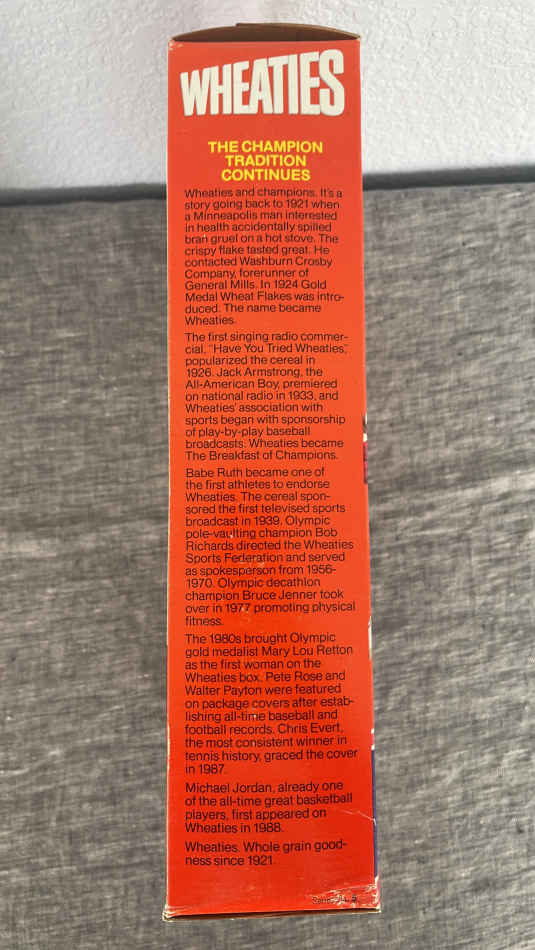 WHEATIES
THE CHAMPION
TRADITION
CONTINUES
Wheaties and champions. It's a
story going back to 1921 when
a Minneapolis man interested
in health accidentally spilled
bran gruel on a hot stove. The
crispy flake tasted great. He
contacted Washburn Crosby
Company, forerunner of
General Mills. In 1924 Gold
Medal Wheat Flakes was intro-
duced. The name became
Wheaties.
The first singing radio commer-
cial, "Have You Tried Wheaties,"
popularized the cereal in
1926. Jack Armstrong, the
All-American Boy, premiered
on national radio in 1933, and
Wheaties' association with
sports began with sponsorship
of play-by-play baseball
broadcasts. Wheaties became
The Breakfast of Champions.
Babe Ruth became one of
the first athletes to endorse
Wheaties. The cereal spon-
sored the first televised sports
broadcast in 1939. Olympic
pole-vaulting champion Bob
Richards directed the Wheaties
Sports Federation and served
as spokesperson from 1956-
1970. Olympic decathlon
champion Bruce Jenner took
over in 1977 promoting physical
fitness.
The 1980s brought Olympic
gold medalist Mary Lou Retton
as the first woman on the
Wheaties box. Pete Rose and
Walter Payton were featured
on package covers after estab-
lishing all-time baseball and
football records. Chris Evert,
the most consistent winner in
tennis history, graced the cover
in 1987.
Michael Jordan, already one
of the all-time great basketball
players, first appeared on
Wheaties in 1988.
Wheaties. Whole grain good-
ness since 1921.